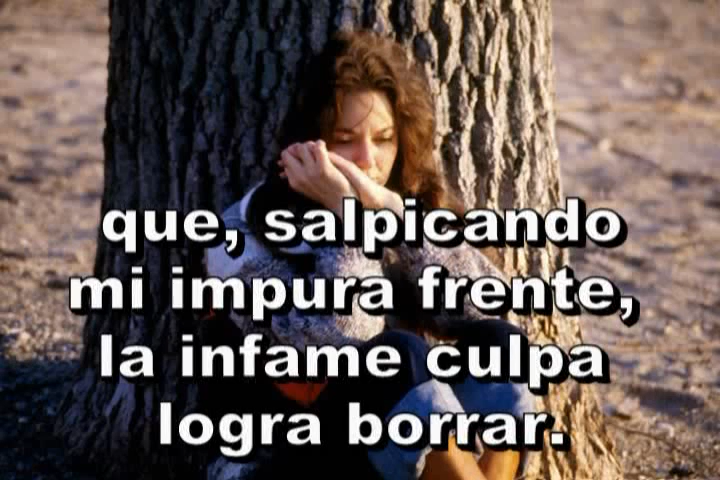 que, salpicando
mi impura frente,
la infame culpa
logra borrar.